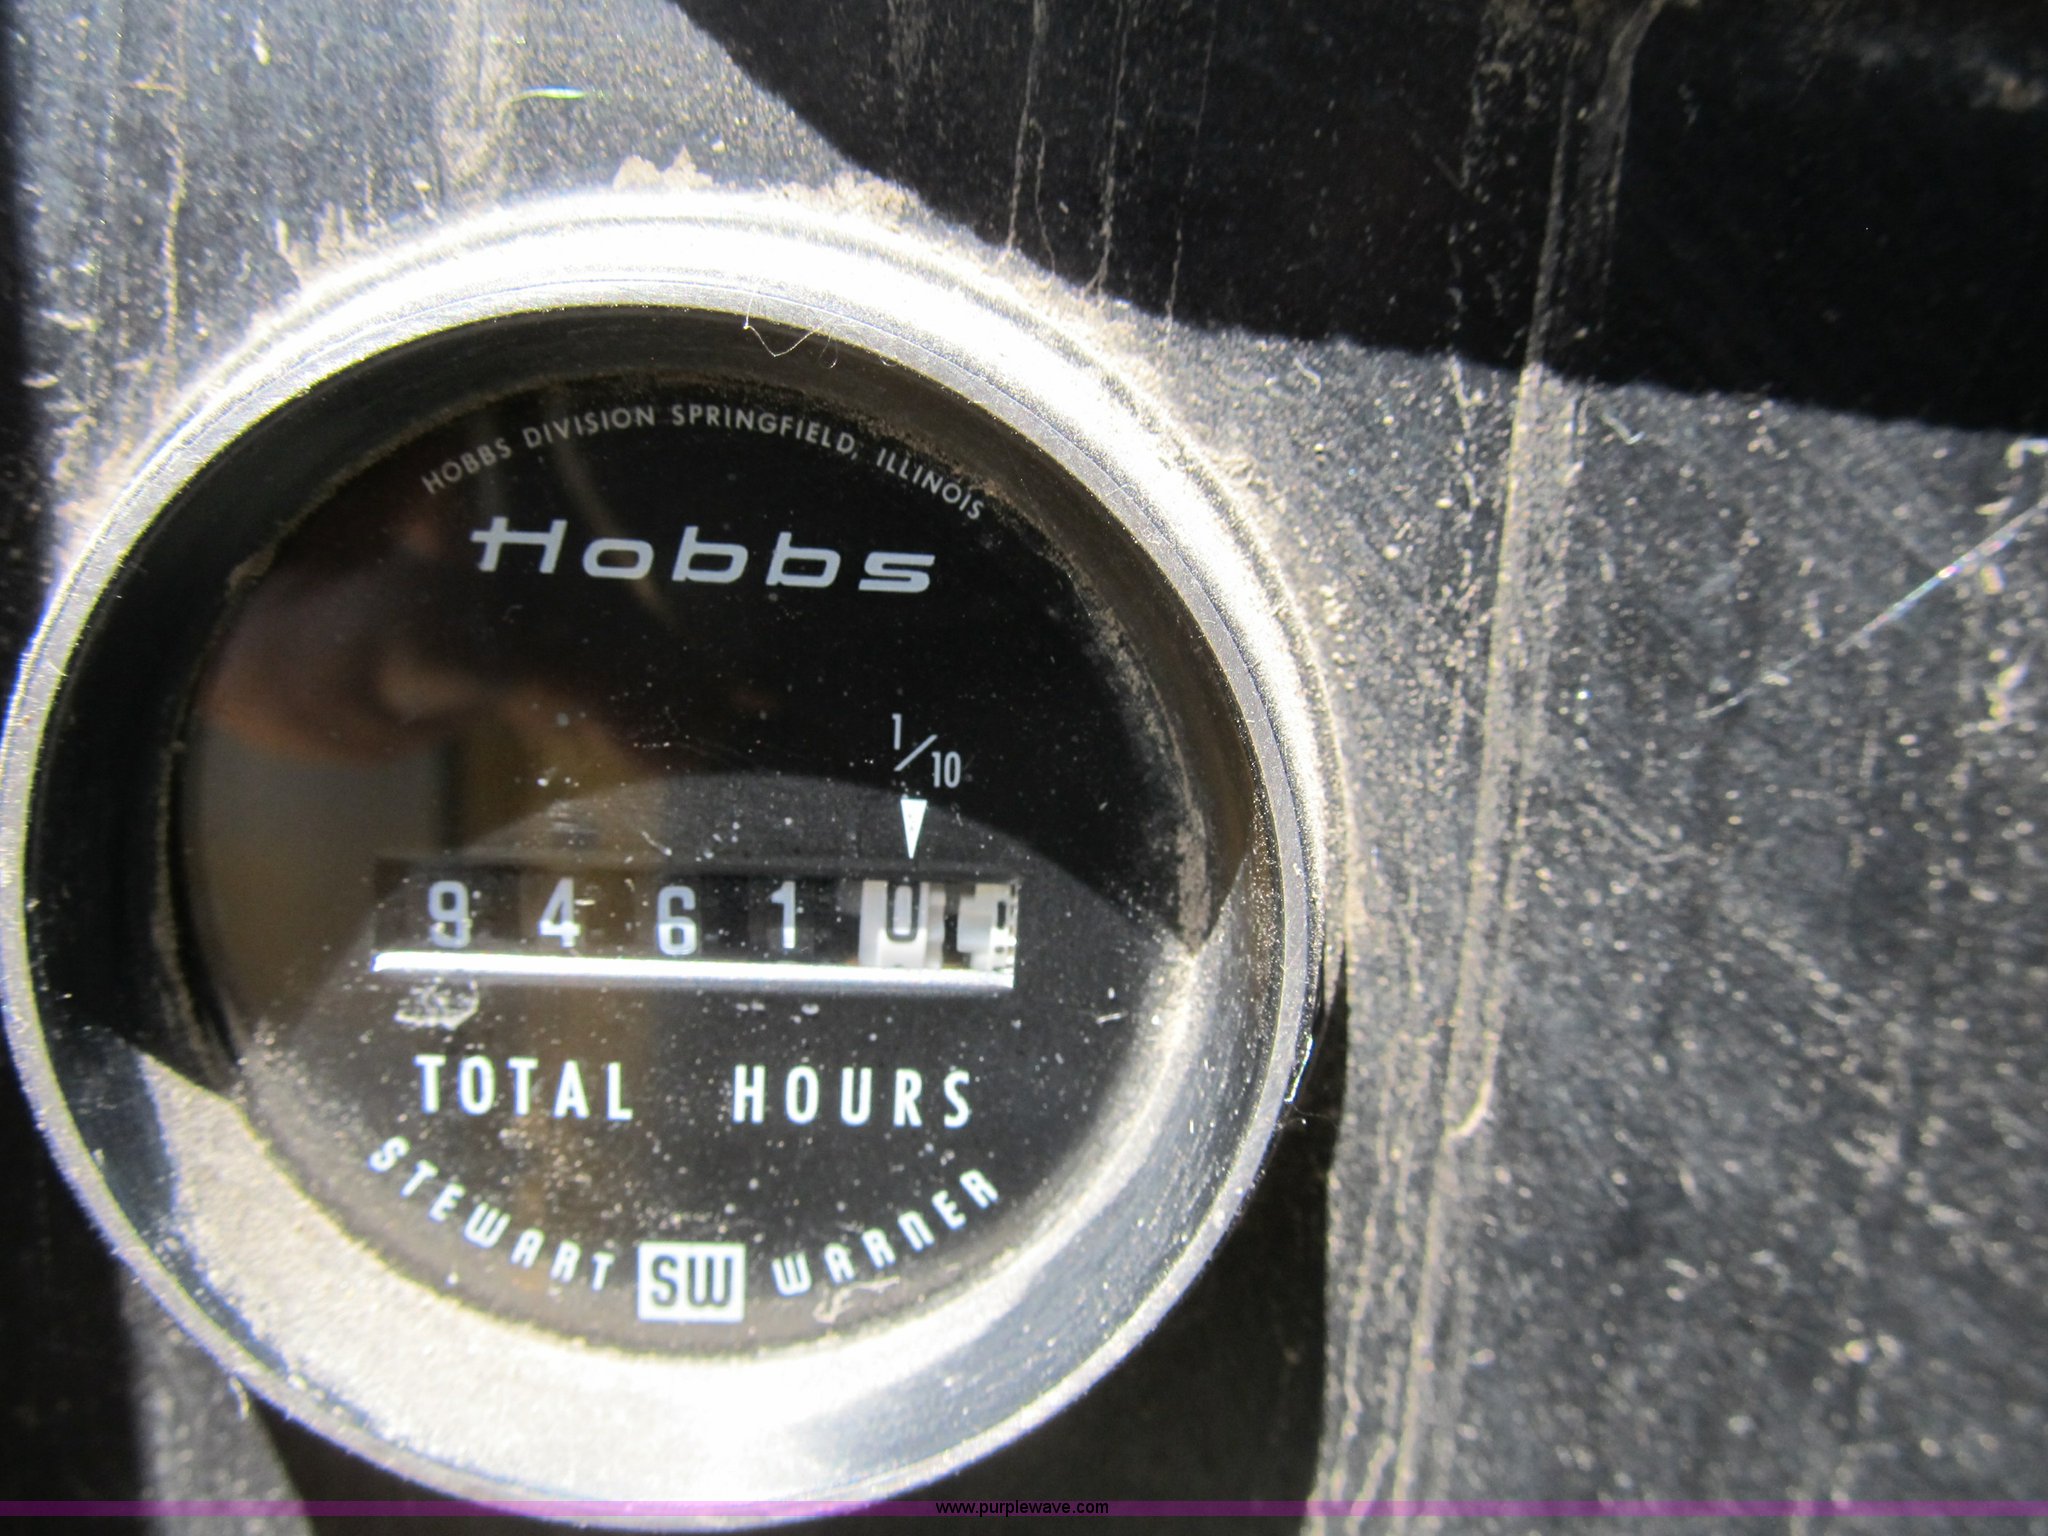 HOBBS DIVISION SPRINGFIELD, ILLINOIS
Hobbs
1/10
9 4 6 1 0
TOTAL HOURS
STEWART SW WARNER
www.purplewave.com